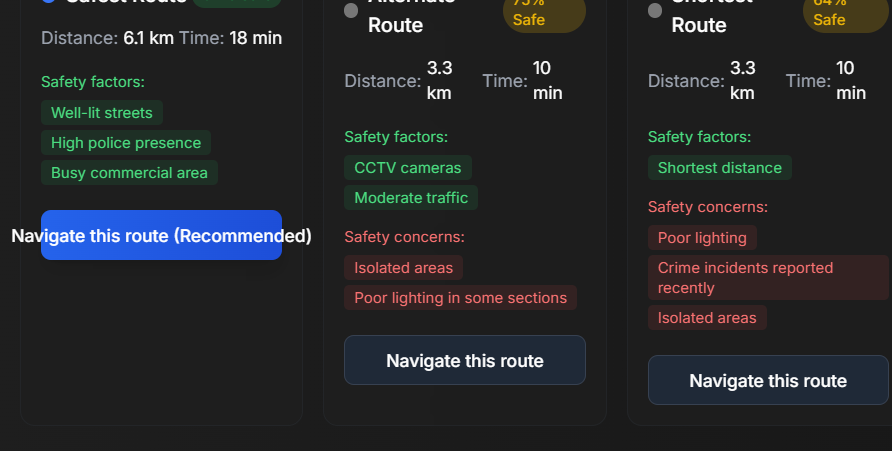 Safest Route
Distance: 6.1 km Time: 18 min
Safety factors:
Well-lit streets
High police presence
Busy commercial area
Navigate this route (Recommended)
Alternate
Route
75%
Safe
Distance: 3.3
km
Time: 10
min
Safety factors:
CCTV cameras
Moderate traffic
Safety concerns:
Isolated areas
Poor lighting in some sections
Navigate this route
Shortest
Route
64%
Safe
Distance: 3.3
km
Time: 10
min
Safety factors:
Shortest distance
Safety concerns:
Poor lighting
Crime incidents reported
recently
Isolated areas
Navigate this route